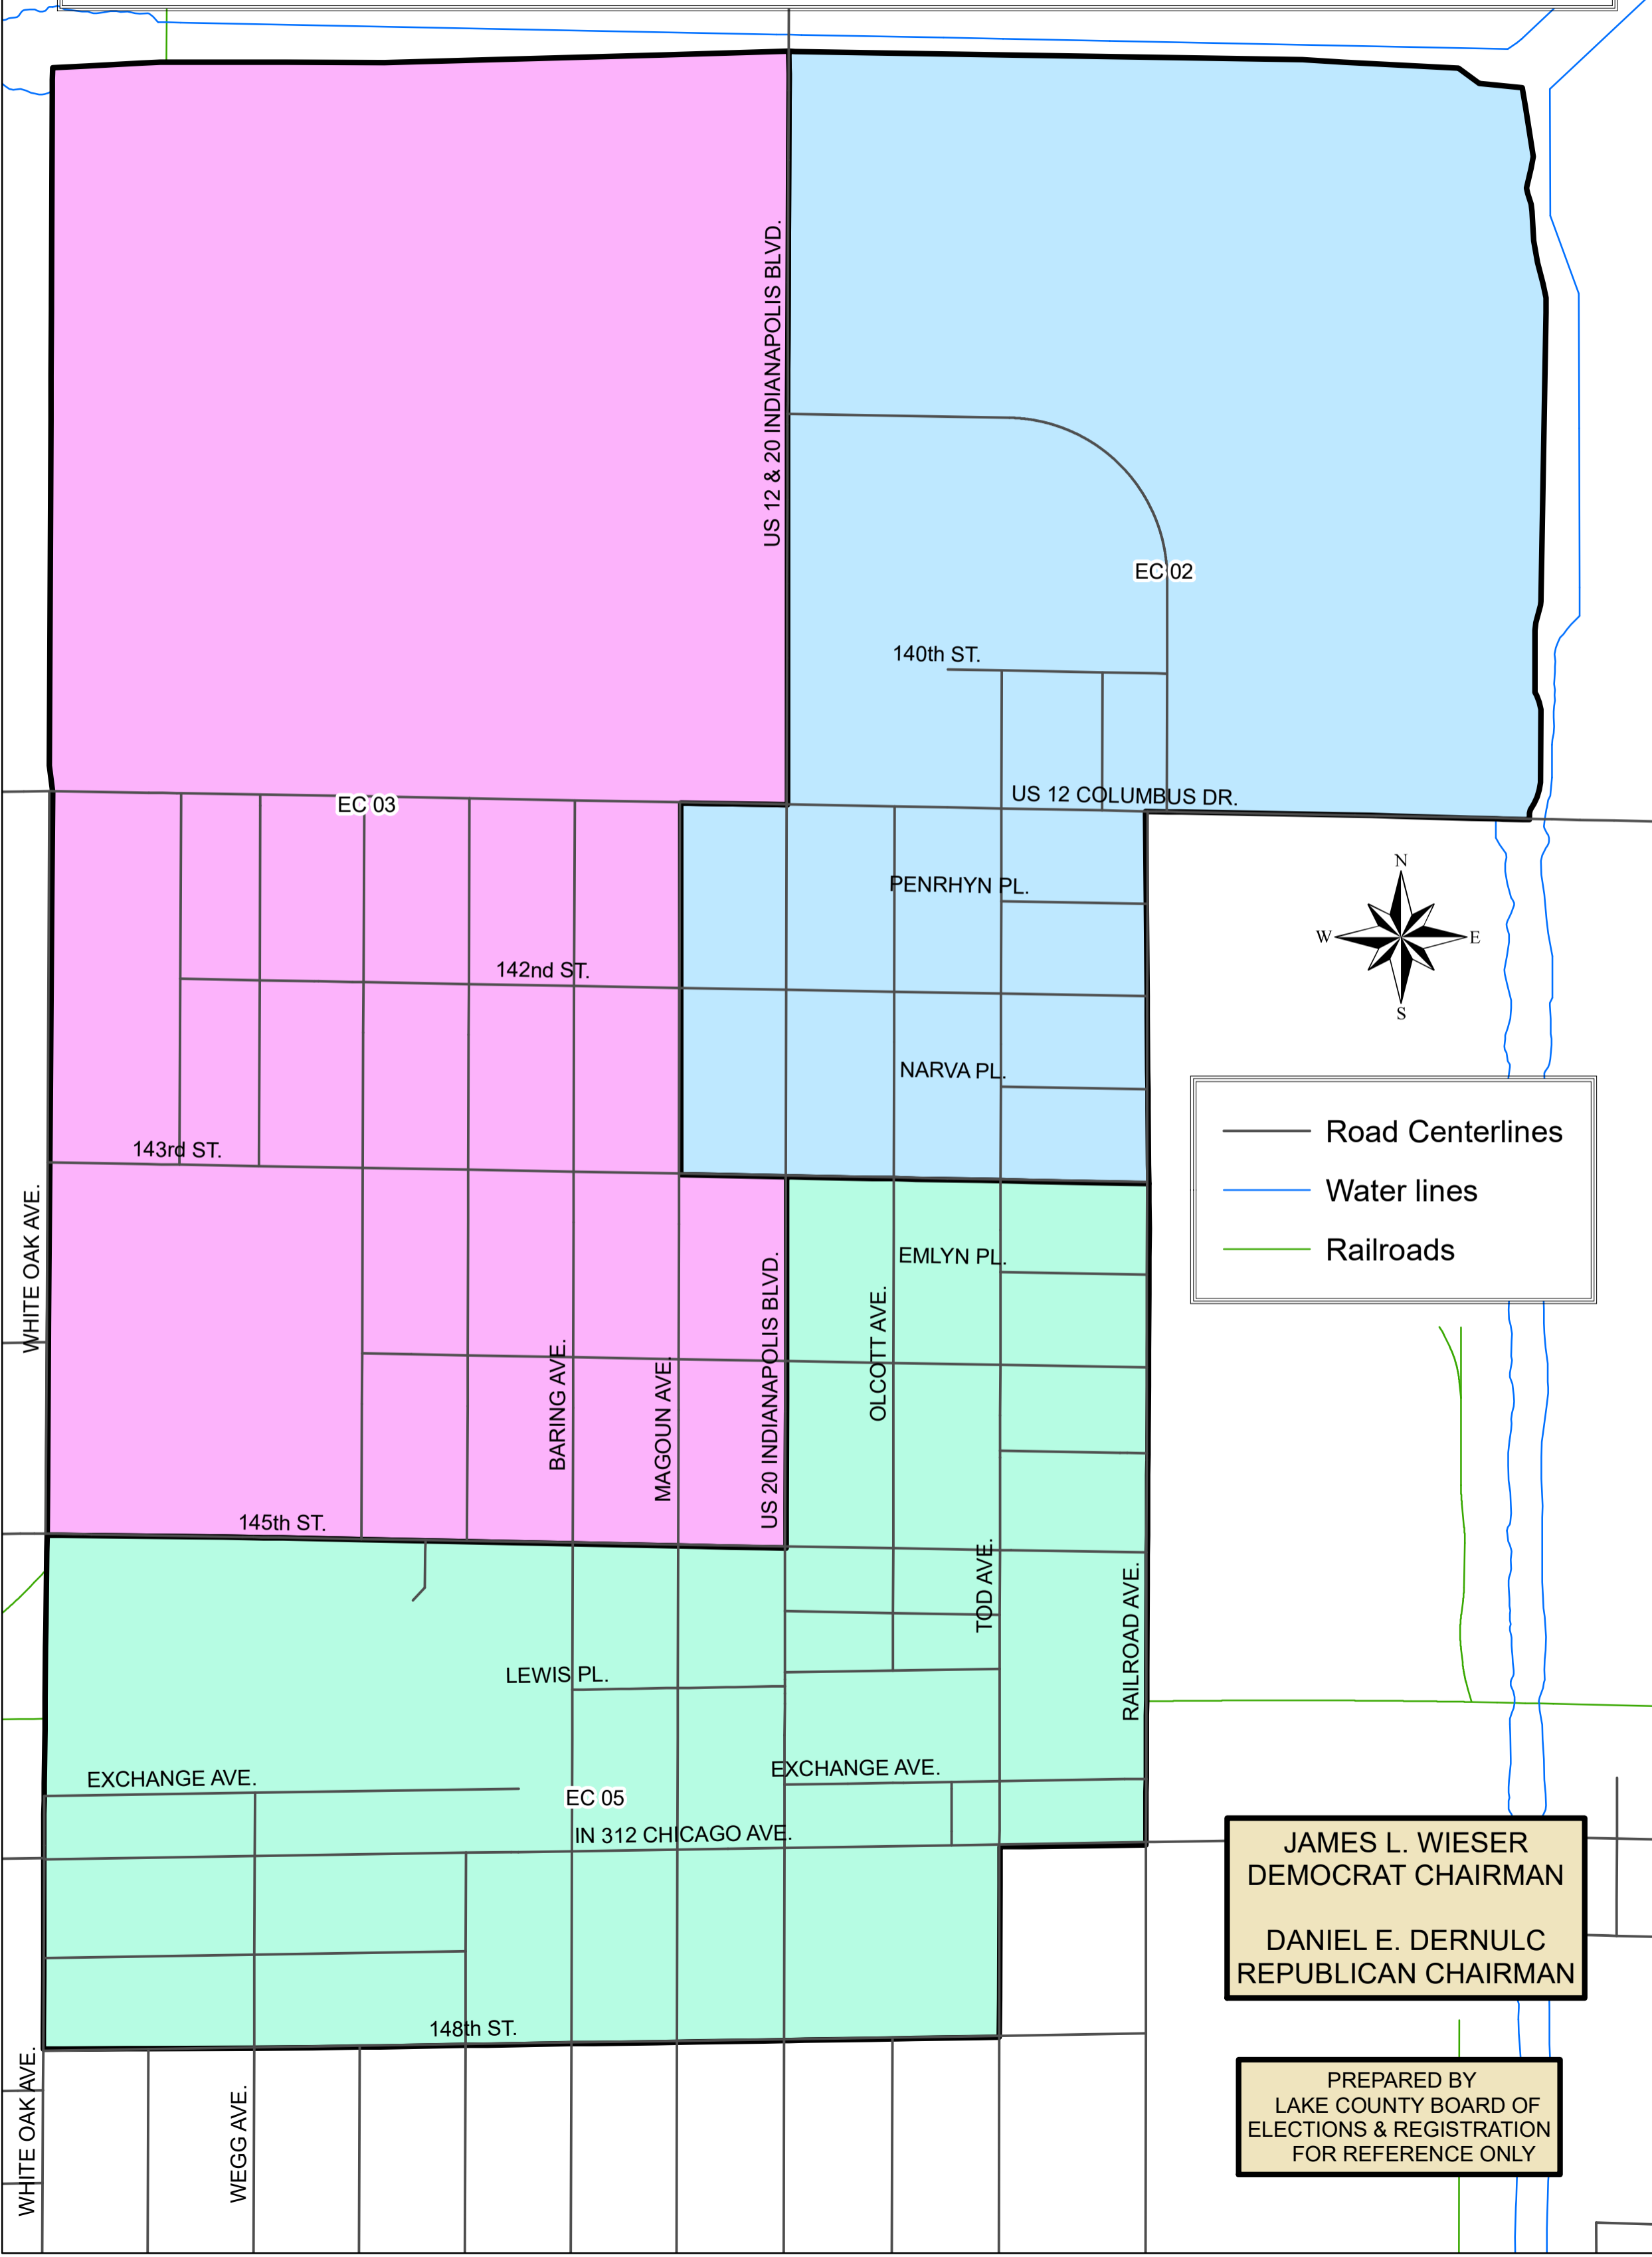 US 12 & 20 INDIANAPOLIS BLVD.
EC 02
140th ST.
US 12 COLUMBUS DR.
EC 03
PENRHYN PL.
N
W
E
S
142nd ST.
NARVA PL.
143rd ST.
Road Centerlines
Water lines
Railroads
WHITE OAK AVE.
EMLYN PL.
OLCOTT AVE.
BARING AVE.
MAGOUN AVE.
US 20 INDIANAPOLIS BLVD.
145th ST.
TOD AVE.
RAILROAD AVE.
LEWIS PL.
EXCHANGE AVE.
EXCHANGE AVE.
EC 05
IN 312 CHICAGO AVE.
JAMES L. WIESER
DEMOCRAT CHAIRMAN
DANIEL E. DERNULC
REPUBLICAN CHAIRMAN
148th ST.
WHITE OAK AVE.
WEGG AVE.
PREPARED BY
LAKE COUNTY BOARD OF
ELECTIONS & REGISTRATION
FOR REFERENCE ONLY